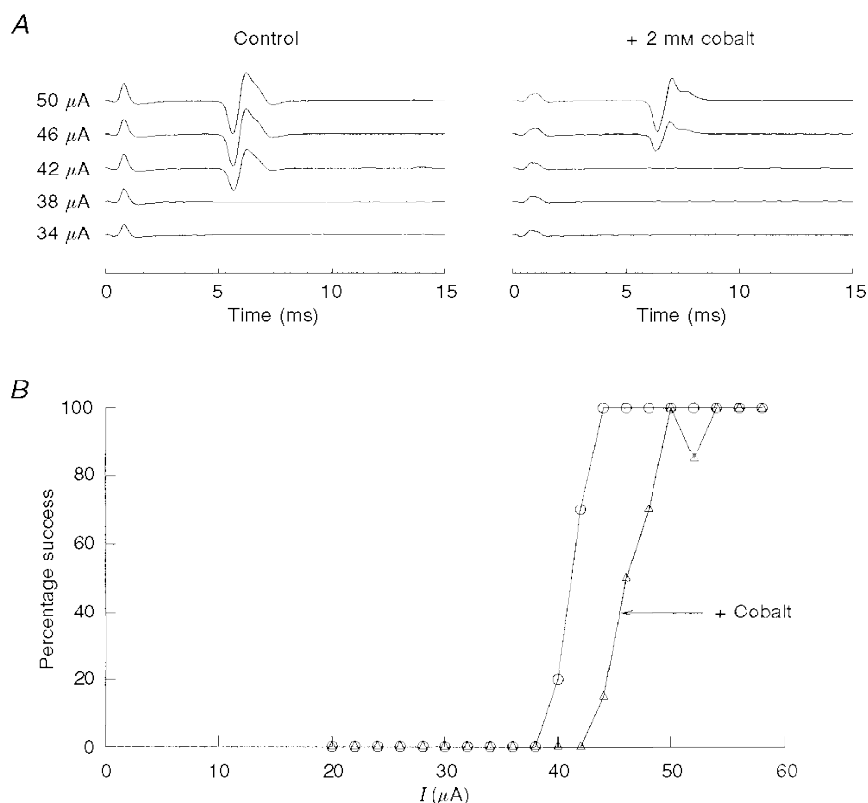 A
Control
+ 2 mM cobalt
50 μA
46 μA
42 μA
38 μA
34 μA
0 5 10 15
Time (ms)
0 5 10 15
Time (ms)
B
100
80
60
40
20
0
Percentage success
+ Cobalt
0 10 20 30 40 50 60
I (μA)